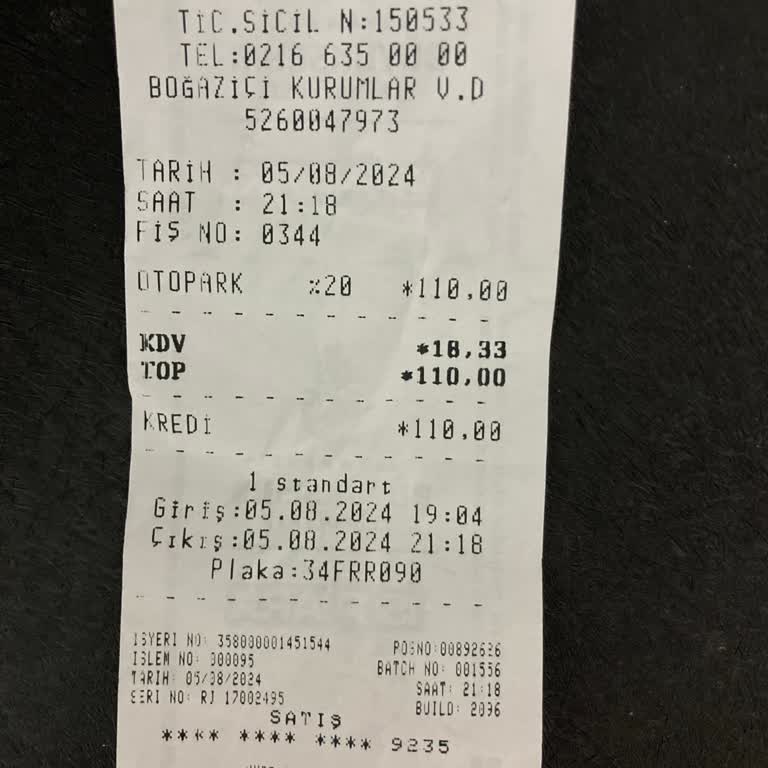 TİC.SİCİL N:150533
TEL:0216 635 00 00
BOĞAZİÇİ KURUMLAR V.D
5260047973
TARİH : 05/08/2024
SAAT : 21:18
FİŞ NO: 0344
OTOPARK %20 *110,00
KDV *18,33
TOP *110,00
KREDİ *110,00
1 standart
Giriş:05.08.2024 19:04
Çıkış:05.08.2024 21:18
Plaka:34FRR090
İŞYERİ NO: 358000001451544 POSNO:00892626
İSLEM NO: 000095 BATCH NO: 001556
TARİH: 05/08/2024 SAAT: 21:18
SERİ NO: RJ 17002495 BUILD: 2096
SATIŞ
**** **** **** 9235